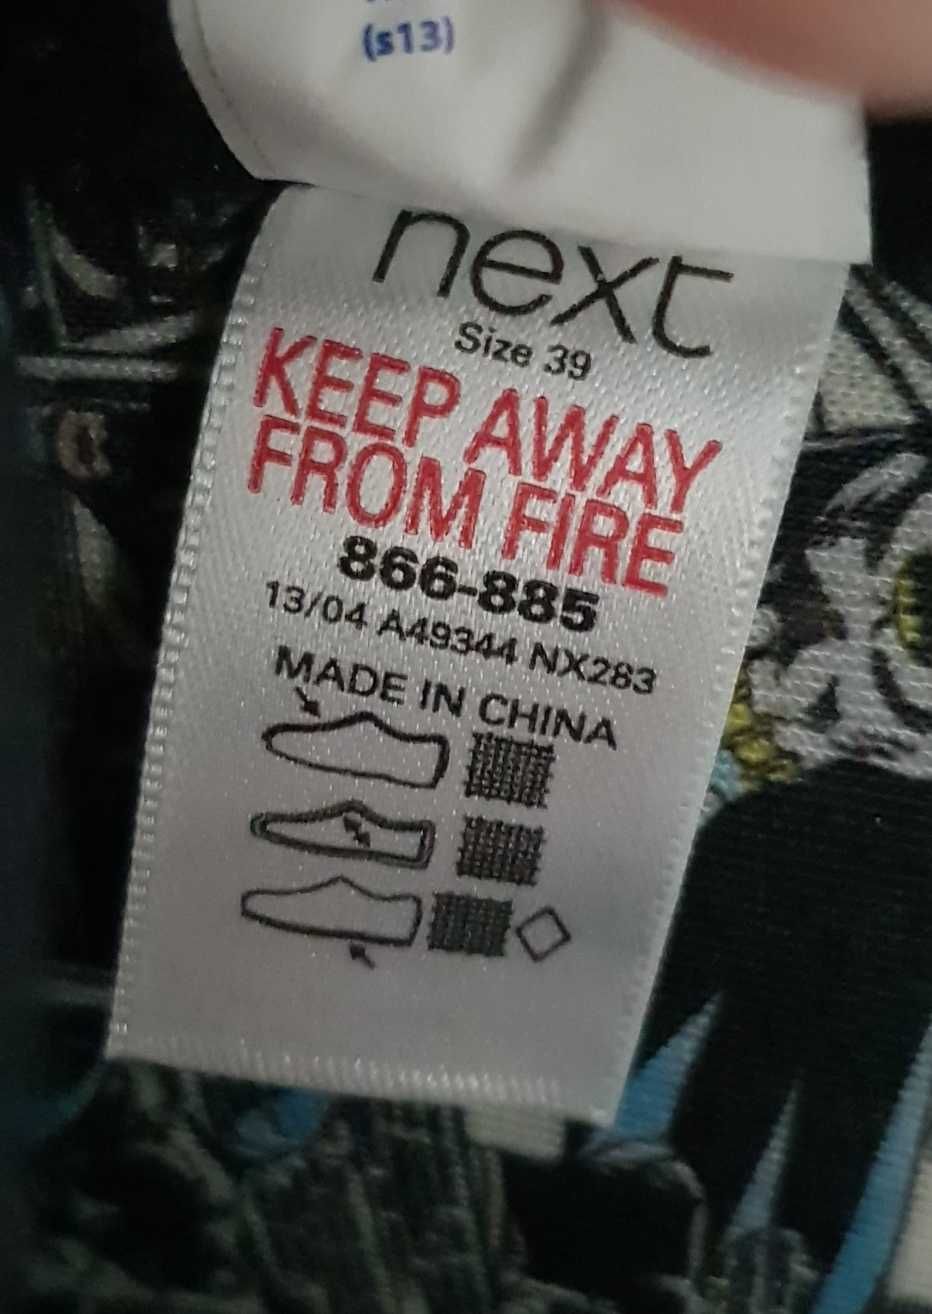 (s13)
next
Size 39
KEEP AWAY
FROM FIRE
866-885
13/04 A49344 NX283
MADE IN CHINA